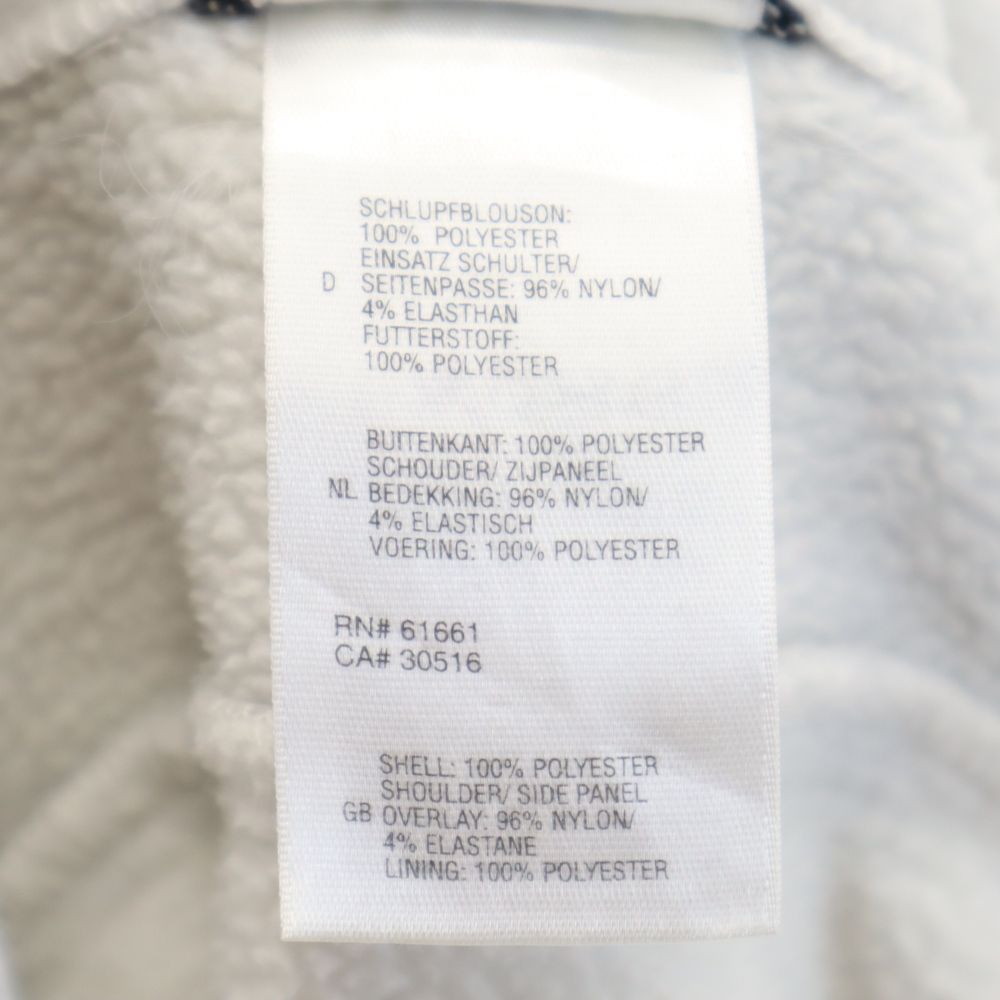 SCHLUPFBLOUSON:
100% POLYESTER
EINSATZ SCHULTER/
D SEITENPASSE: 96% NYLON/
4% ELASTHAN
FUTTERSTOFF:
100% POLYESTER
BUITENKANT: 100% POLYESTER
SCHOUDER/ ZIJPANEEL
NL BEDEKKING: 96% NYLON/
4% ELASTISCH
VOERING: 100% POLYESTER
RN# 61661
CA# 30516
SHELL: 100% POLYESTER
SHOULDER/ SIDE PANEL
GB OVERLAY: 96% NYLON/
4% ELASTANE
LINING: 100% POLYESTER